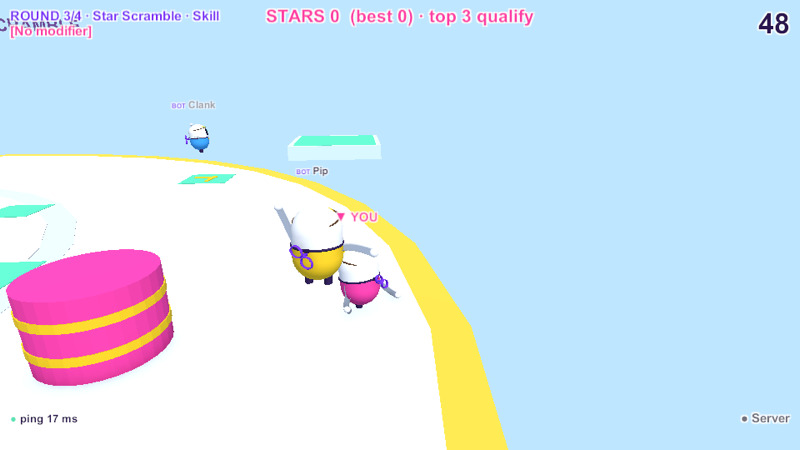 ROUND 3/4 · Star Scramble · Skill
[No modifier]
STARS 0 (best 0) · top 3 qualify
48
BOT Clank
BOT Pip
▼ YOU
● ping 17 ms
● Server